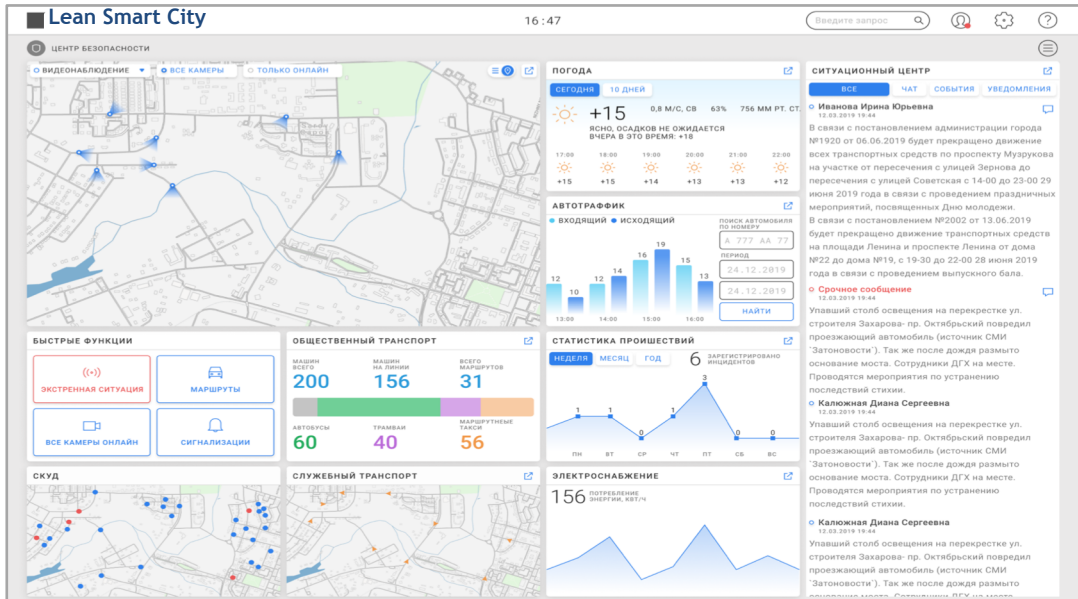 Lean Smart City
16:47
Введите запрос
ЦЕНТР БЕЗОПАСНОСТИ
ВИДЕОНАБЛЮДЕНИЕ
ВСЕ КАМЕРЫ
ТОЛЬКО ОНЛАЙН
ПОГОДА
СЕГОДНЯ
10 ДНЕЙ
+15
0,8 М/С, СВ 63% 756 ММ РТ. СТ.
ЯСНО, ОСАДКОВ НЕ ОЖИДАЕТСЯ
ВЧЕРА В ЭТО ВРЕМЯ: +18
17:00 18:00 19:00 20:00 21:00 22:00
+15 +15 +14 +13 +13 +12
АВТОТРАФФИК
ВХОДЯЩИЙ ИСХОДЯЩИЙ
12 10 12 14 16 19 15 13
13:00 14:00 15:00 16:00
ПОИСК АВТОМОБИЛЯ
ПО НОМЕРУ
А 777 АА 77
ПЕРИОД
24.12.2019
24.12.2019
НАЙТИ
СИТУАЦИОННЫЙ ЦЕНТР
ВСЕ
ЧАТ
СОБЫТИЯ
УВЕДОМЛЕНИЯ
Иванова Ирина Юрьевна
12.03.2019 19:44
В связи с постановлением администрации города
№1920 от 06.06.2019 будет прекращено движение
всех транспортных средств по проспекту Музрукова
на участке от пересечения с улицей Зернова до
пересечения с улицей Советская с 14-00 до 23-00 29
июня 2019 года в связи с проведением праздничных
мероприятий, посвященных Дню молодежи.
В связи с постановлением №2002 от 13.06.2019
будет прекращено движение транспортных средств
на площади Ленина и проспекте Ленина от дома
№22 до дома №19, с 19-30 до 22-00 28 июня 2019
года в связи с проведением выпускного бала.
Срочное сообщение
12.03.2019 19:44
Упавший столб освещения на перекрестке ул.
строителя Захарова- пр. Октябрьский повредил
проезжающий автомобиль (источник СМИ
`Затоновости`). Так же после дождя размыто
основание моста. Сотрудники ДГХ на месте.
Проводятся мероприятия по устранению
последствий стихии.
Калюжная Диана Сергеевна
12.03.2019 19:44
Упавший столб освещения на перекрестке ул.
строителя Захарова- пр. Октябрьский повредил
проезжающий автомобиль (источник СМИ
`Затоновости`). Так же после дождя размыто
основание моста. Сотрудники ДГХ на месте.
Проводятся мероприятия по устранению
последствий стихии.
Калюжная Диана Сергеевна
12.03.2019 19:44
Упавший столб освещения на перекрестке ул.
строителя Захарова- пр. Октябрьский повредил
проезжающий автомобиль (источник СМИ
`Затоновости`). Так же после дождя размыто
БЫСТРЫЕ ФУНКЦИИ
ЭКСТРЕННАЯ СИТУАЦИЯ
МАРШРУТЫ
ВСЕ КАМЕРЫ ОНЛАЙН
СИГНАЛИЗАЦИИ
ОБЩЕСТВЕННЫЙ ТРАНСПОРТ
МАШИН ВСЕГО
200
МАШИН НА ЛИНИИ
156
ВСЕГО МАРШРУТОВ
31
АВТОБУСЫ
60
ТРАМВАИ
40
МАРШРУТНЫЕ ТАКСИ
56
СТАТИСТИКА ПРОИШЕСТВИЙ
НЕДЕЛЯ
МЕСЯЦ
ГОД
6 ЗАРЕГИСТРИРОВАНО ИНЦИДЕНТОВ
1 1 0 1 3 0 0
ПН ВТ СР ЧТ ПТ СБ ВС
СКУД
СЛУЖЕБНЫЙ ТРАНСПОРТ
ЭЛЕКТРОСНАБЖЕНИЕ
156 ПОТРЕБЛЕНИЕ ЭНЕРГИИ, КВТ/Ч